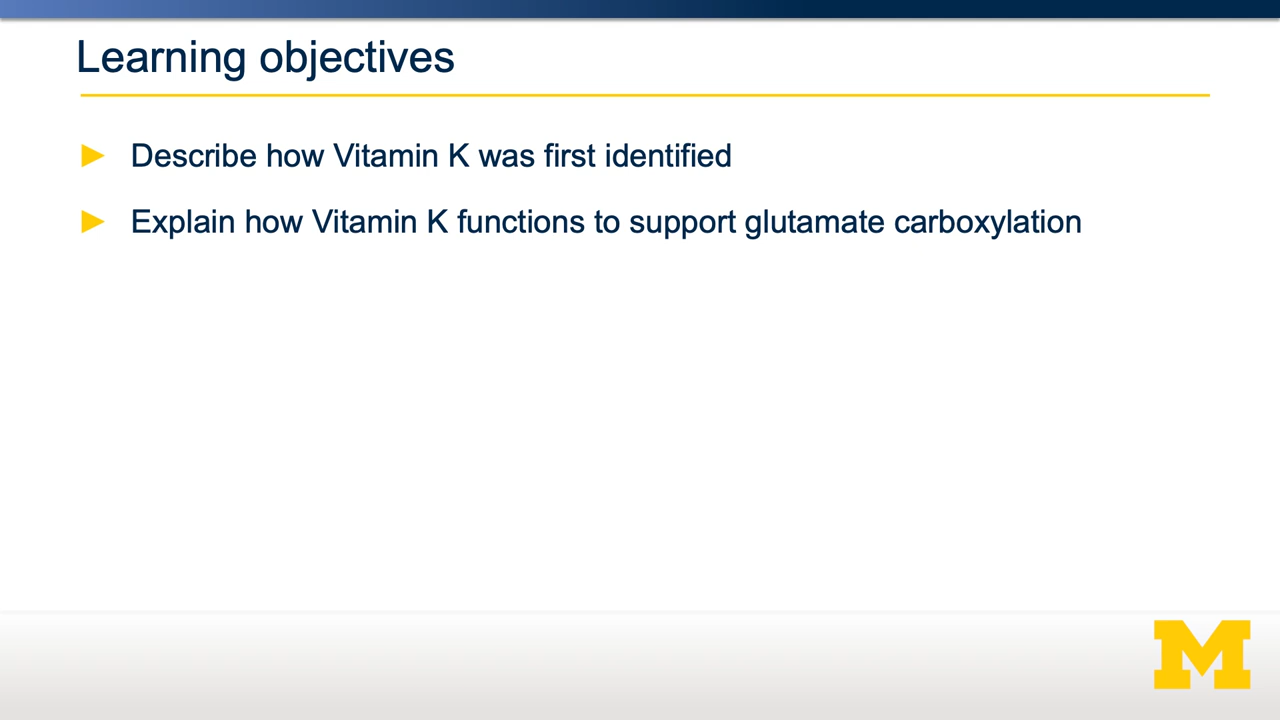 Learning objectives
Describe how Vitamin K was first identified
Explain how Vitamin K functions to support glutamate carboxylation
M